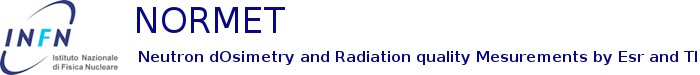 INFN
Istituto Nazionale
di Fisica Nucleare
NORMET
Neutron dOsimetry and Radiation quality Mesurements by Esr and Tl